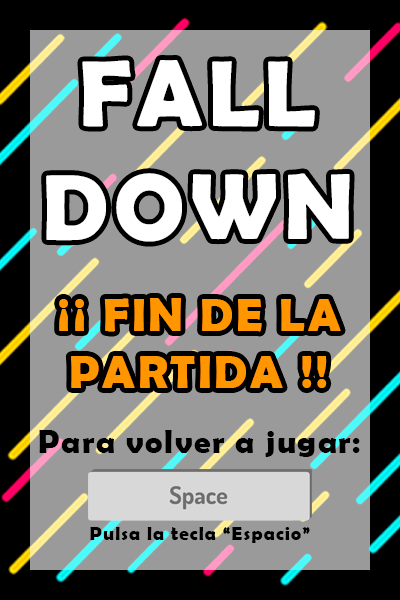 FALL
DOWN
¡¡ FIN DE LA
PARTIDA !!
Para volver a jugar:
Space
Pulsa la tecla “Espacio”